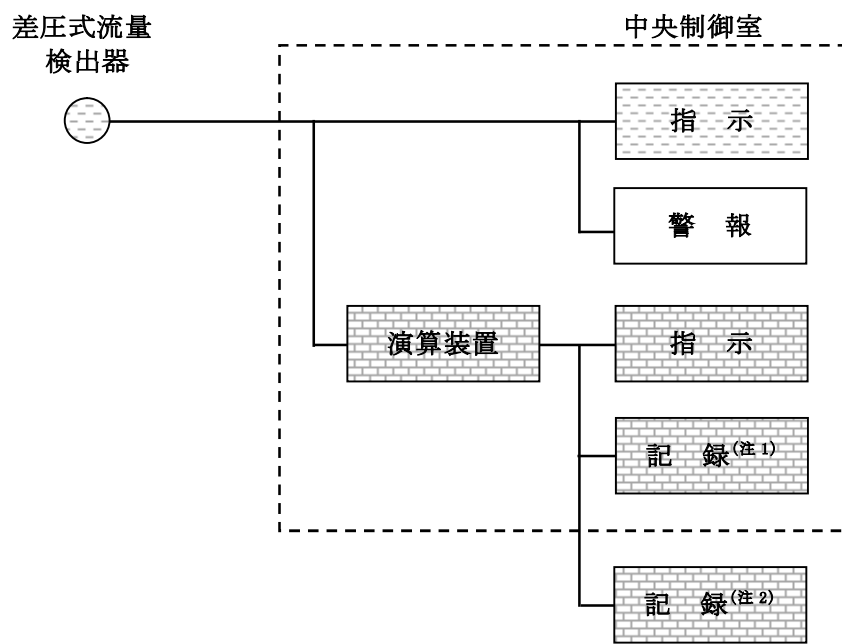 差圧式流量
検出器
中央制御室
指 示
警 報
演算装置
指 示
記 録(注1)
記 録(注2)